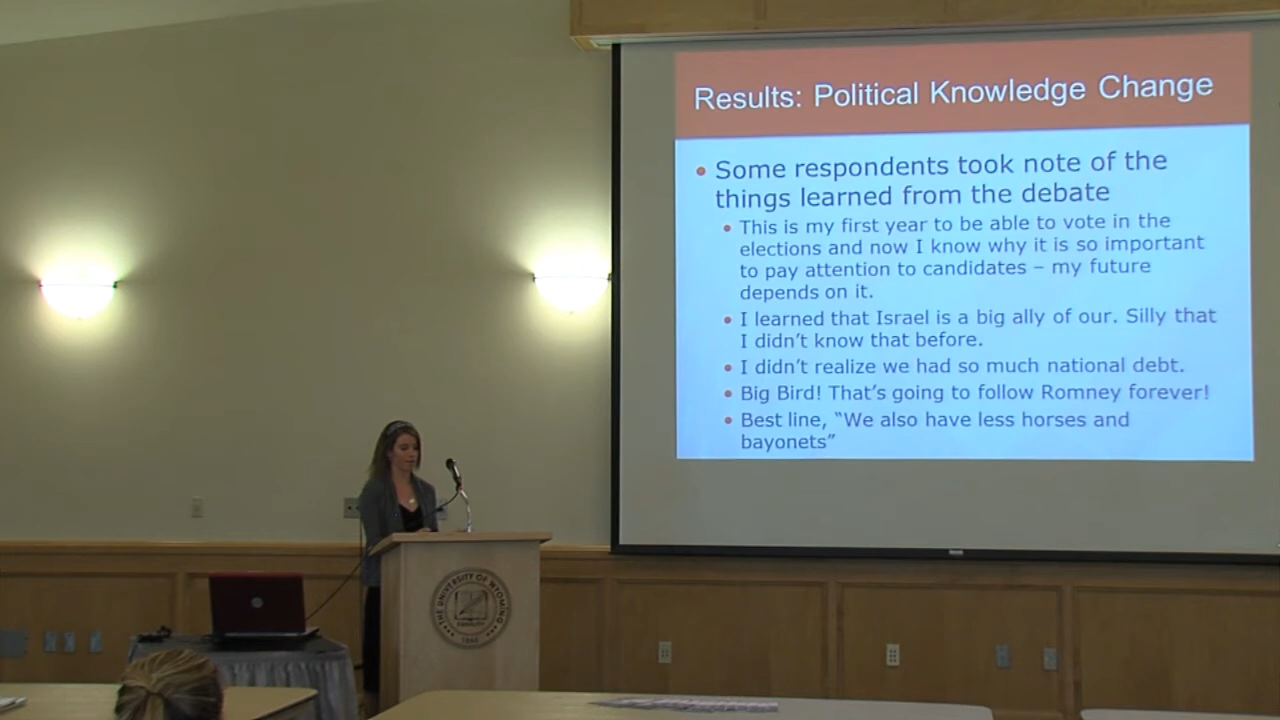 Results: Political Knowledge Change
• Some respondents took note of the
things learned from the debate
• This is my first year to be able to vote in the
elections and now I know why it is so important
to pay attention to candidates – my future
depends on it.
• I learned that Israel is a big ally of our. Silly that
I didn't know that before.
• I didn't realize we had so much national debt.
• Big Bird! That's going to follow Romney forever!
• Best line, "We also have less horses and
bayonets"
THE UNIVERSITY OF WYOMING